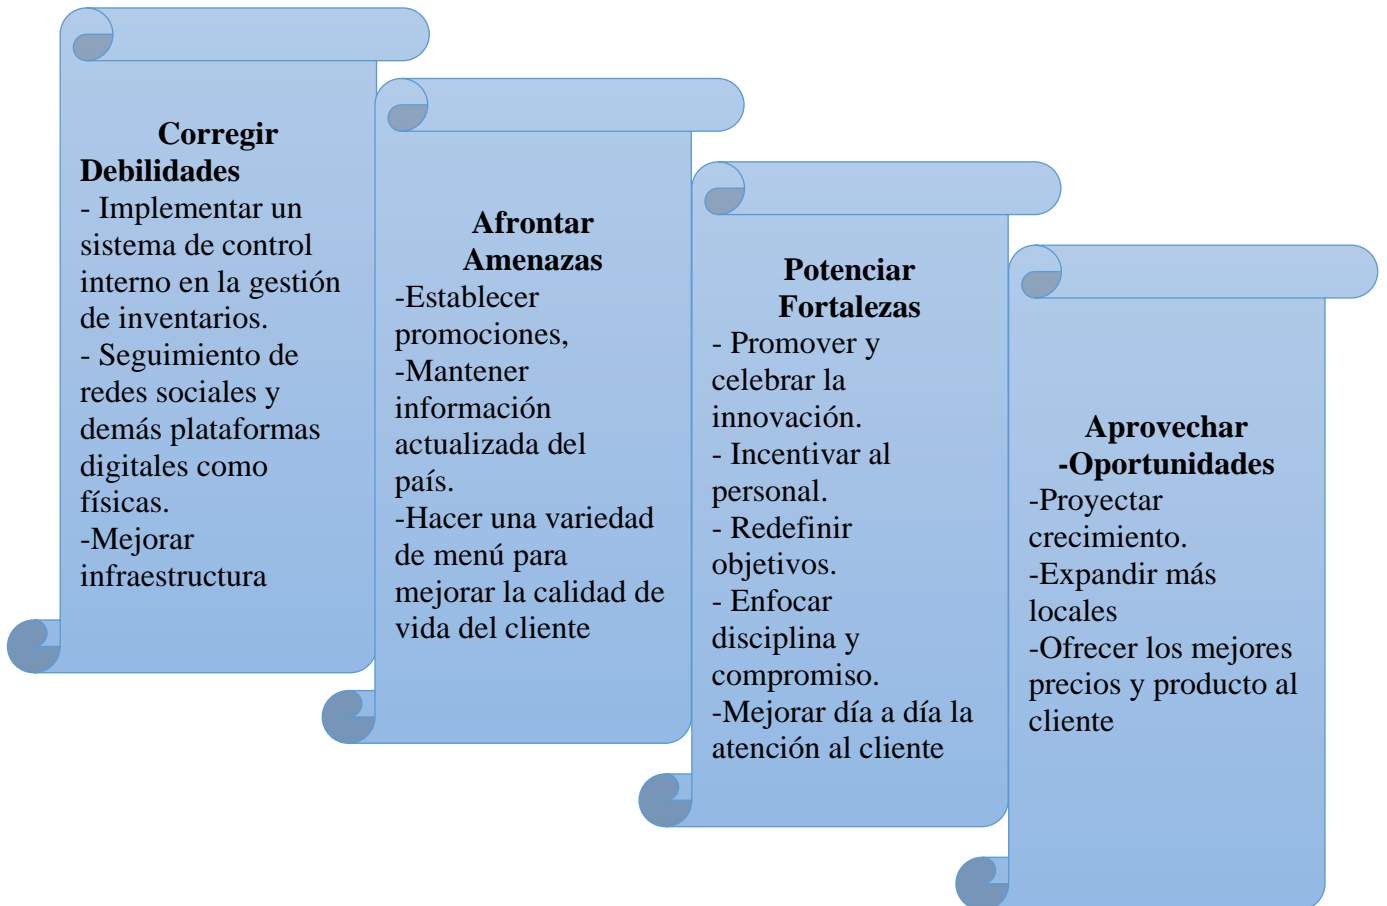 Corregir
Debilidades
- Implementar un
sistema de control
interno en la gestión
de inventarios.
- Seguimiento de
redes sociales y
demás plataformas
digitales como
físicas.
-Mejorar
infraestructura
Afrontar
Amenazas
-Establecer
promociones,
-Mantener
información
actualizada del
país.
-Hacer una variedad
de menú para
mejorar la calidad de
vida del cliente
Potenciar
Fortalezas
- Promover y
celebrar la
innovación.
- Incentivar al
personal.
- Redefinir
objetivos.
- Enfocar
disciplina y
compromiso.
-Mejorar día a día la
atención al cliente
Aprovechar
-Oportunidades
-Proyectar
crecimiento.
-Expandir más
locales
-Ofrecer los mejores
precios y producto al
cliente